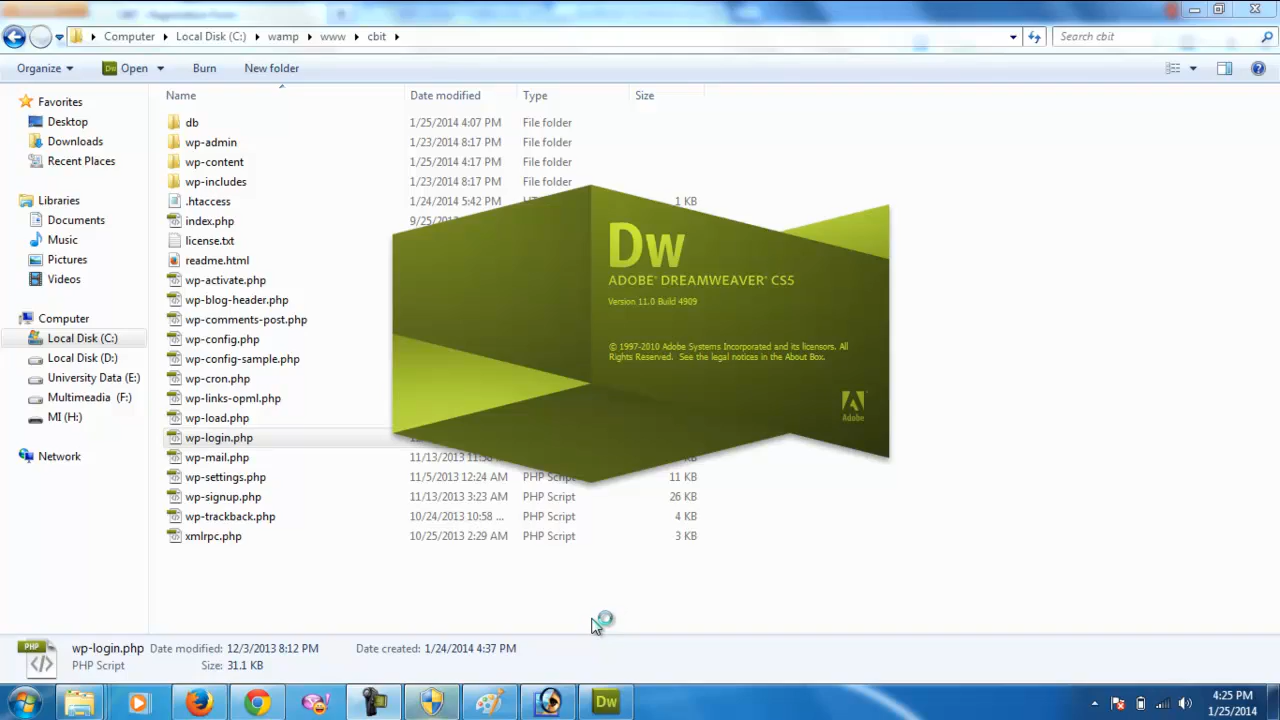 Computer Local Disk (C:) wamp www cbit
Search cbit
Organize Dw Open Burn New folder
Name Date modified Type Size
Favorites
Desktop
Downloads
Recent Places
Libraries
Documents
Music
Pictures
Videos
Computer
Local Disk (C:)
Local Disk (D:)
University Data (E:)
Multimeadia (F:)
MI (H:)
Network
db 1/25/2014 4:07 PM File folder
wp-admin 1/23/2014 8:17 PM File folder
wp-content 1/25/2014 4:17 PM File folder
wp-includes 1/23/2014 8:17 PM File folder
.htaccess 1/24/2014 5:42 PM 1 KB
index.php
license.txt
readme.html
wp-activate.php
wp-blog-header.php
wp-comments-post.php
wp-config.php
wp-config-sample.php
wp-cron.php
wp-links-opml.php
wp-load.php
wp-login.php
wp-mail.php
wp-settings.php 11/5/2013 12:24 AM PHP Script 11 KB
wp-signup.php 11/13/2013 3:23 AM PHP Script 26 KB
wp-trackback.php 10/24/2013 10:58 ... PHP Script 4 KB
xmlrpc.php 10/25/2013 2:29 AM PHP Script 3 KB
Dw
ADOBE® DREAMWEAVER® CS5
Version 11.0 Build 4909
© 1997-2010 Adobe Systems Incorporated and its licensors. All
Rights Reserved. See the legal notices in the About Box.
Adobe
PHP
wp-login.php Date modified: 12/3/2013 8:12 PM Date created: 1/24/2014 4:37 PM
PHP Script Size: 31.1 KB
Dw
4:25 PM
1/25/2014